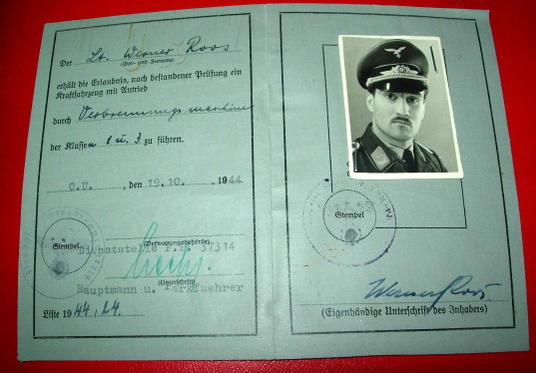 Der Lt. Werner Roos
(Vor- und Zuname)
erhält die Erlaubnis, nach bestandener Prüfung ein
Kraftfahrzeug mit Antrieb
durch Verbrennungsmaschine
der Klassen 1 u. 3 zu führen.
O.U. , den 19.10. 1944
(Verwaltungsbehörde)
Stempel
Dienststelle F.P. 37314
(Unterschrift)
Hauptmann u. Parkfuehrer
Liste 1944, 24.
Stempel
Werner Roos
(Eigenhändige Unterschrift des Inhabers)